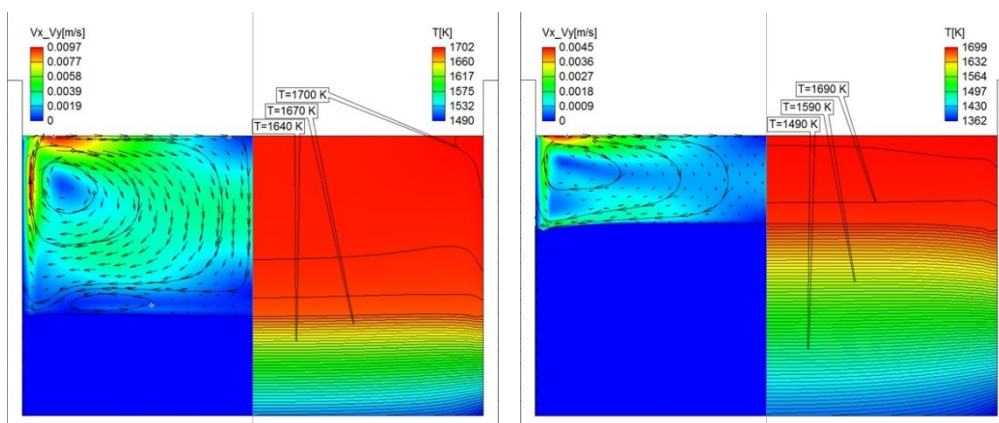 Vx_Vy[m/s]
0.0097
0.0077
0.0058
0.0039
0.0019
0
T[K]
1702
1660
1617
1575
1532
1490
T=1700 K
T=1670 K
T=1640 K
Vx_Vy[m/s]
0.0045
0.0036
0.0027
0.0018
0.0009
0
T[K]
1699
1632
1564
1497
1430
1362
T=1690 K
T=1590 K
T=1490 K